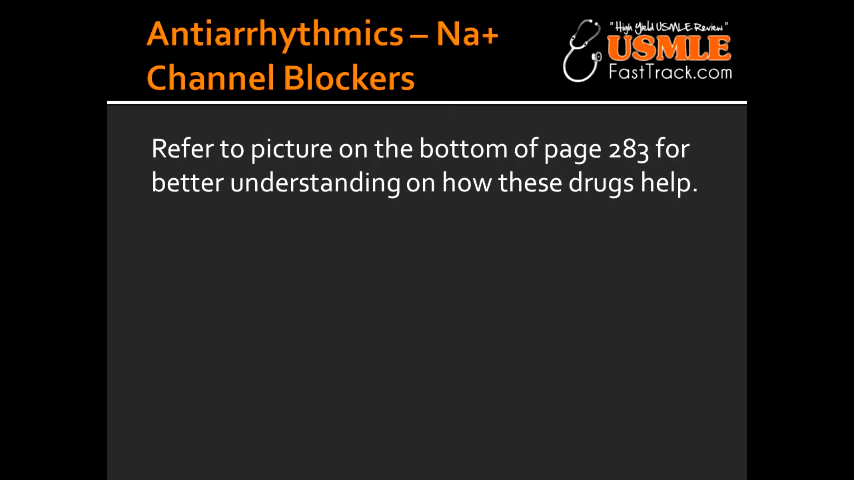 Antiarrhythmics – Na+
Channel Blockers
"High Yield USMLE Review"
USMLE
FastTrack.com
Refer to picture on the bottom of page 283 for
better understanding on how these drugs help.